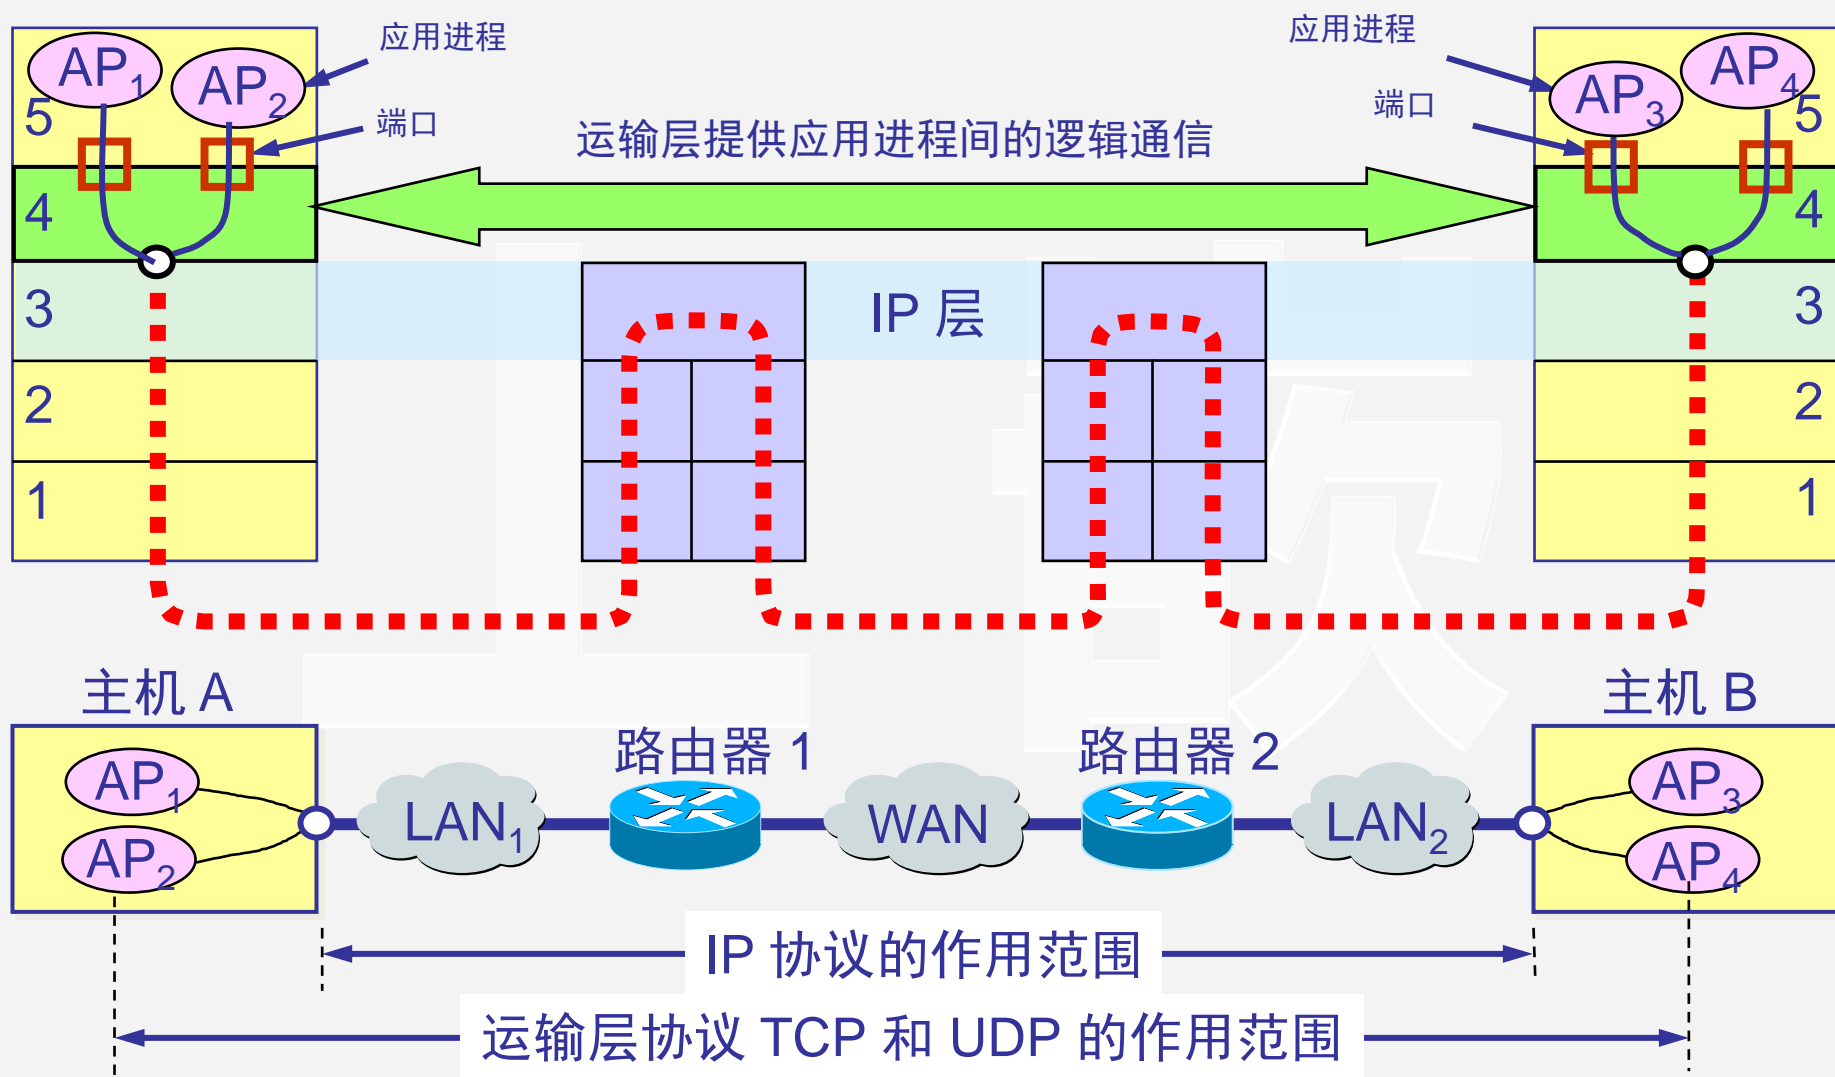 应用进程
应用进程
AP1
AP2
AP3
AP4
5
5
端口
端口
运输层提供应用进程间的逻辑通信
4
4
3
IP 层
3
2
2
1
1
主机 A
主机 B
路由器 1
路由器 2
AP1
AP2
LAN1
WAN
LAN2
AP3
AP4
IP 协议的作用范围
运输层协议 TCP 和 UDP 的作用范围